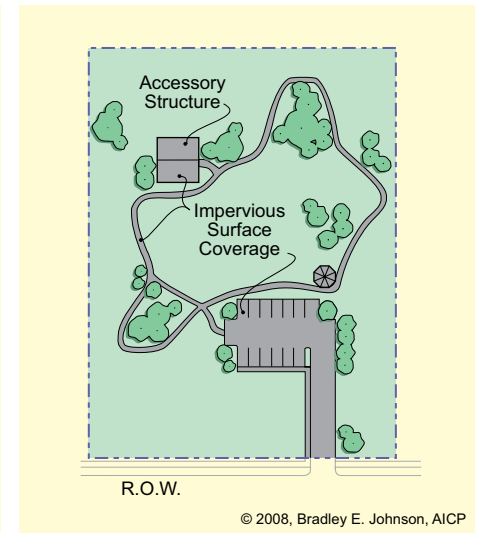 Accessory
Structure
Impervious
Surface
Coverage
R.O.W.
© 2008, Bradley E. Johnson, AICP